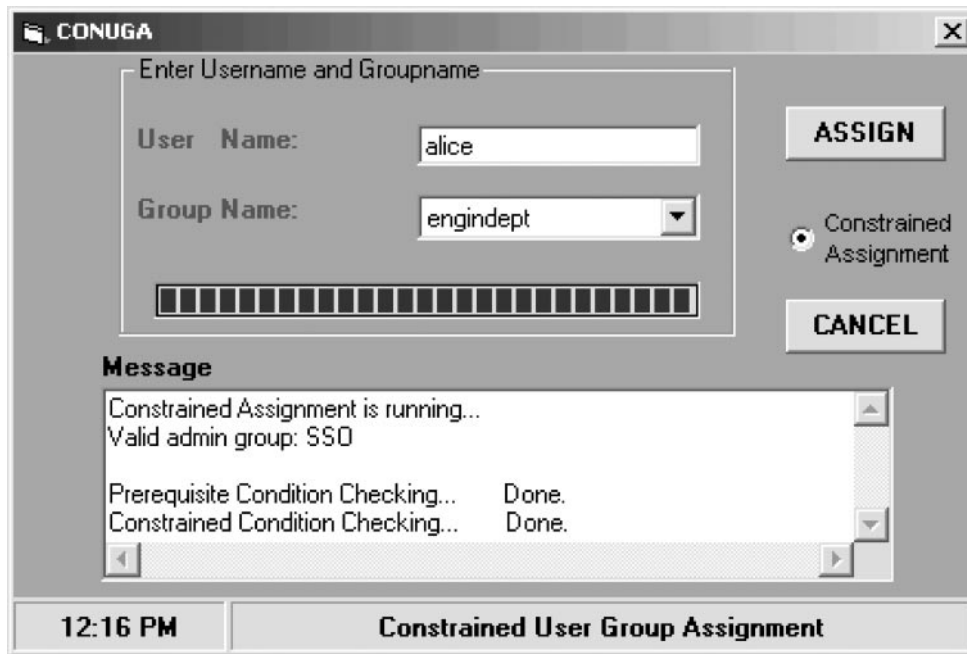 CONUGA
Enter Username and Groupname
User Name: alice
ASSIGN
Group Name: engindept
Constrained
Assignment
CANCEL
Message
Constrained Assignment is running...
Valid admin group: SSO
Prerequisite Condition Checking... Done.
Constrained Condition Checking... Done.
12:16 PM Constrained User Group Assignment